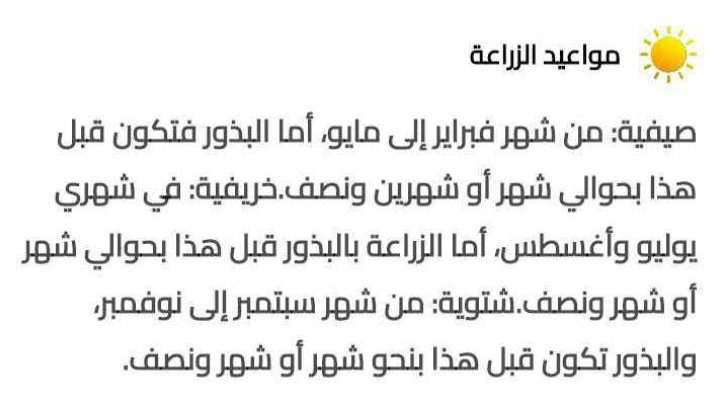 مواعيد الزراعة
صيفية: من شهر فبراير إلى مايو، أما البذور فتكون قبل
هذا بحوالي شهر أو شهرين ونصف.خريفية: في شهري
يوليو وأغسطس، أما الزراعة بالبذور قبل هذا بحوالي شهر
أو شهر ونصف.شتوية: من شهر سبتمبر إلى نوفمبر،
والبذور تكون قبل هذا بنحو شهر أو شهر ونصف.